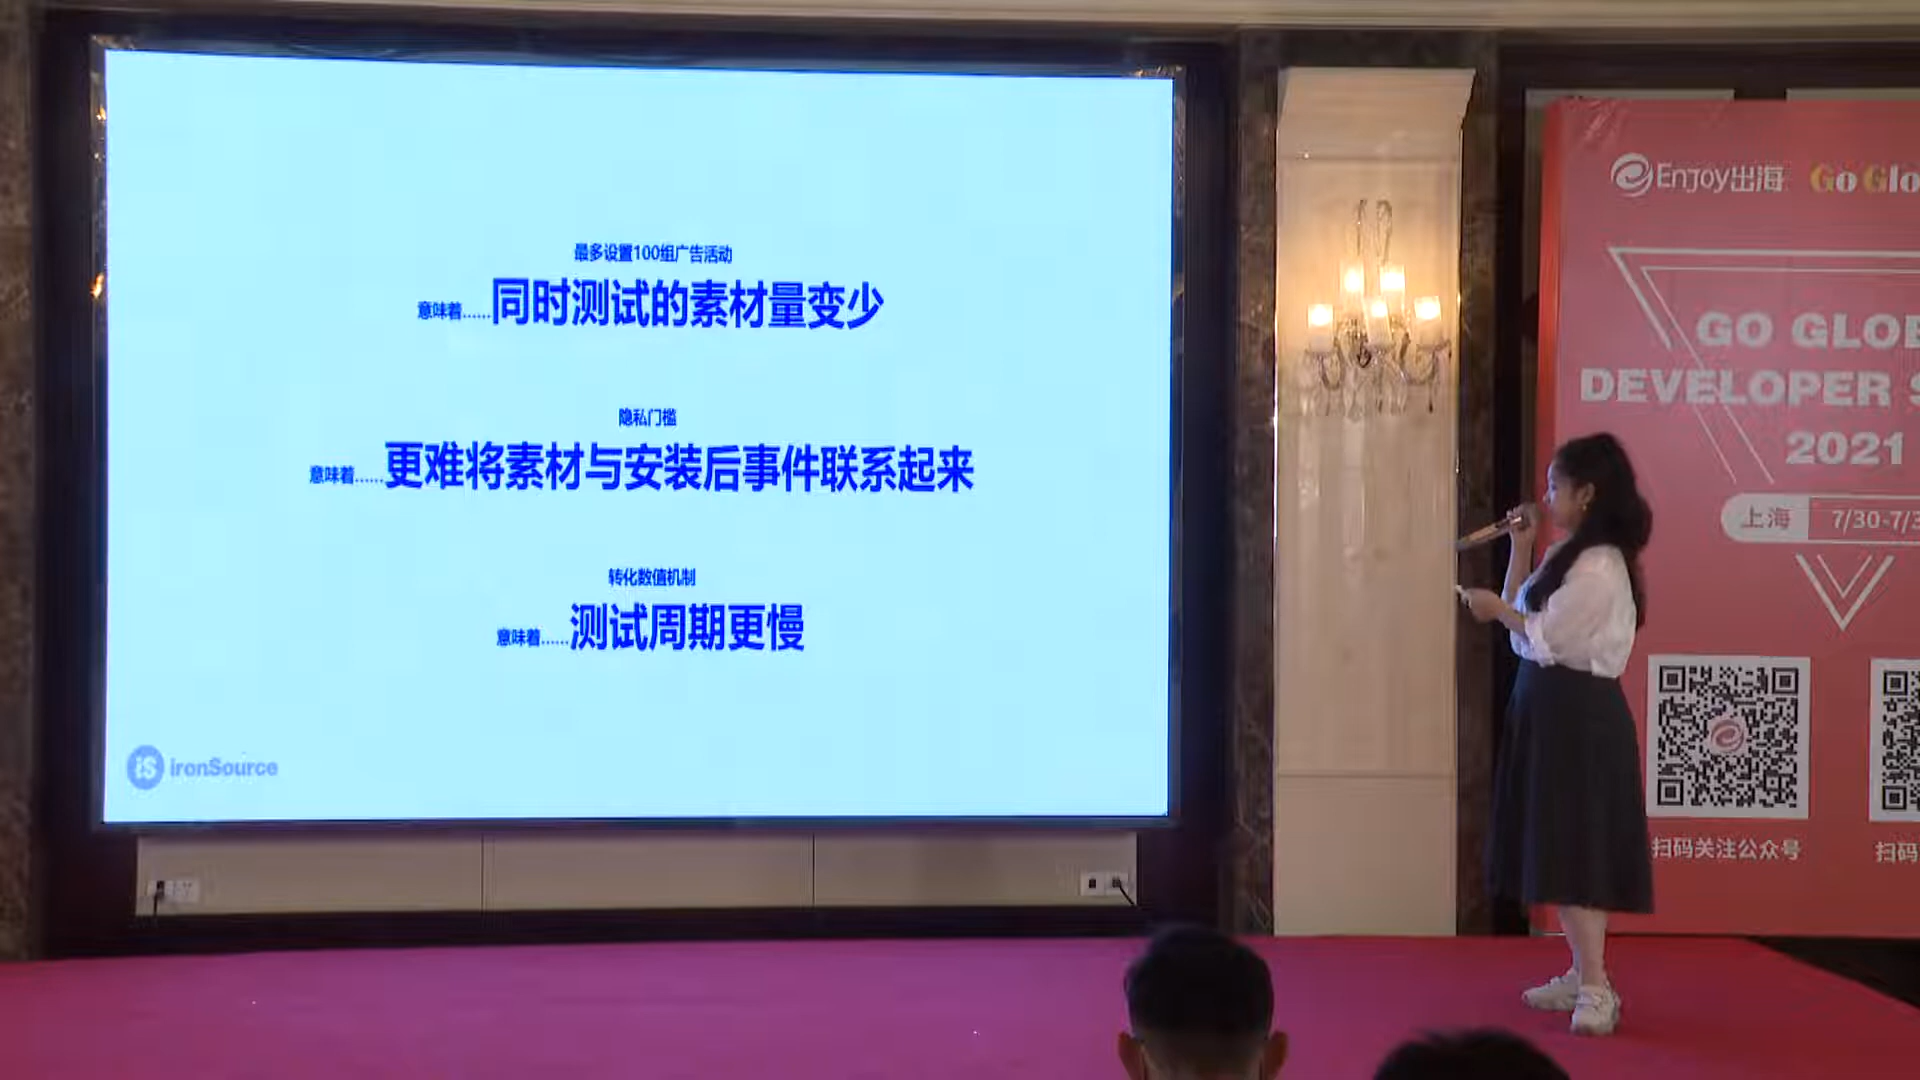 最多设置100组广告活动
意味着......同时测试的素材量变少
隐私门槛
意味着......更难将素材与安装后事件联系起来
转化数值机制
意味着......测试周期更慢
iS ironSource
Enjoy出海 Go Glo
GO GLOB
DEVELOPER S
2021
上海 7/30-7/3
扫码关注公众号
扫码